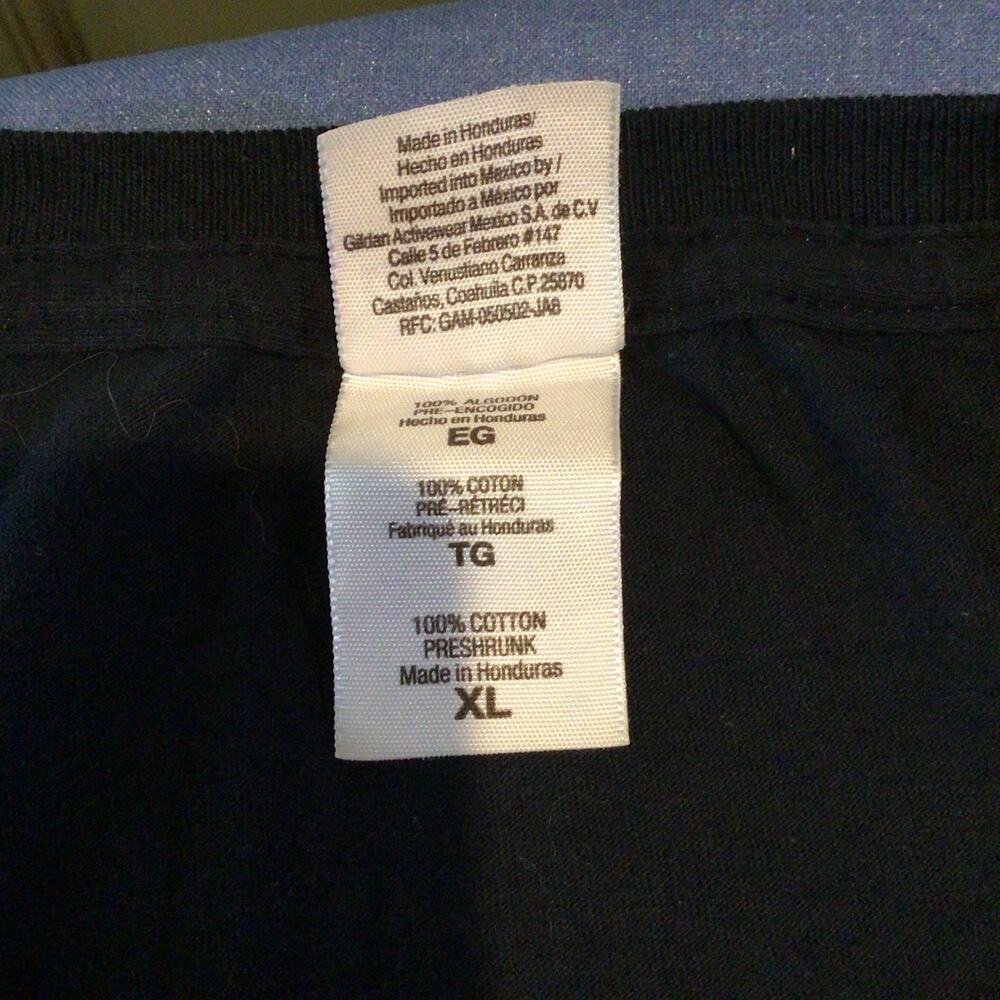 Made in Honduras/
Hecho en Honduras
Imported into Mexico by /
Importado a México por
Gildan Activewear Mexico S.A. de C.V
Calle 5 de Febrero #147
Col. Venustiano Carranza
Castaños, Coahuila C.P. 25870
RFC: GAM-050502-JA8
100% ALGODÓN
PRE-ENCOGIDO
Hecho en Honduras
EG
100% COTON
PRÉ-RÉTRÉCI
Fabriqué au Honduras
TG
100% COTTON
PRESHRUNK
Made in Honduras
XL